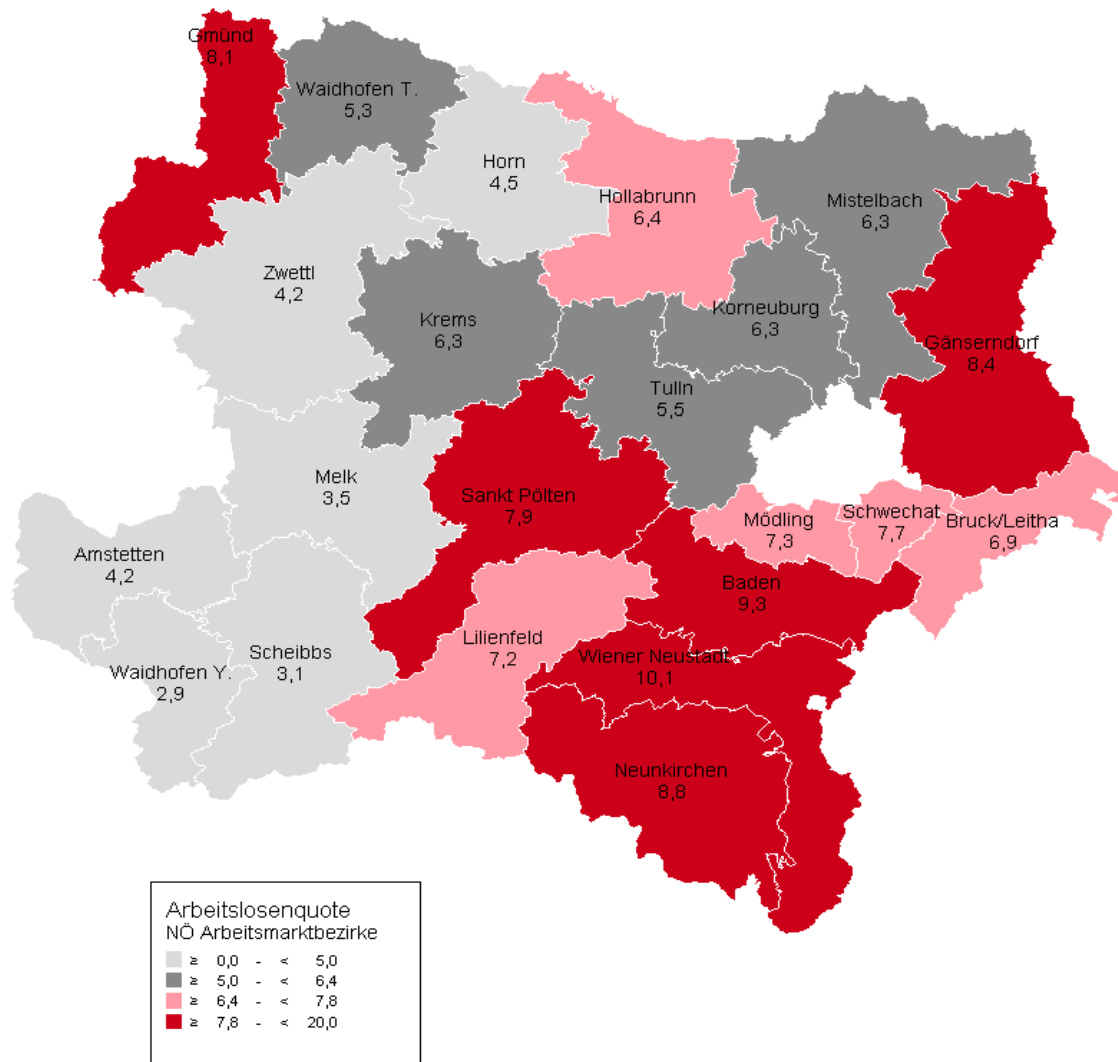 Gmünd
8,1
Waidhofen T.
5,3
Horn
4,5
Hollabrunn
6,4
Mistelbach
6,3
Zwettl
4,2
Krems
6,3
Korneuburg
6,3
Gänserndorf
8,4
Tulln
5,5
Melk
3,5
Sankt Pölten
7,9
Mödling
7,3
Schwechat
7,7
Bruck/Leitha
6,9
Amstetten
4,2
Baden
9,3
Waidhofen Y.
2,9
Scheibbs
3,1
Lilienfeld
7,2
Wiener Neustadt
10,1
Neunkirchen
8,8
Arbeitslosenquote
NÖ Arbeitsmarktbezirke
≥ 0,0 - < 5,0
≥ 5,0 - < 6,4
≥ 6,4 - < 7,8
≥ 7,8 - < 20,0